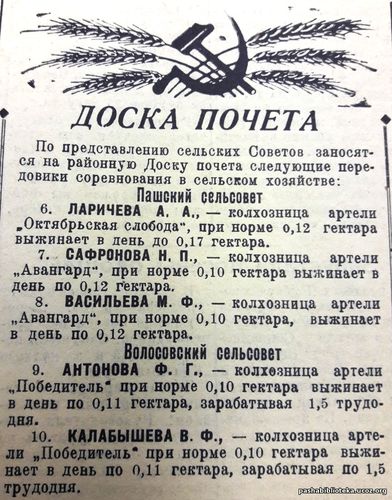 ДОСКА ПОЧЕТА
По представлению сельских Советов заносят-
ся на районную Доску почета следующие пере-
довики соревнования в сельском хозяйстве:
Пашский сельсовет
6. ЛАРИЧЕВА А. А., — колхозница артели
„Октябрьская слобода", при норме 0,12 гектара
выжинает в день до 0.17 гектара.
7. САФРОНОВА Н. П., — колхозница артели
„Авангард", при норме 0,10 гектара выжинает в
день по 0,12 гектара.
8. ВАСИЛЬЕВА М. Ф., — колхозница артели
„Авангард", при норме 0,10 гектара, выжинает
в день по 0,12 гектара.
Волосовский сельсовет
9. АНТОНОВА Ф. Г., — колхозница артели
„Победитель" при норме 0,10 гектара выжинает
в день по 0,11 гектара, зарабатывая 1,5 трудо-
дня.
10. КАЛАБЫШЕВА В. Ф., — колхозница арте-
ли „Победитель" при норме 0,10 гектара выжи-
нает в день по 0,11 гектара, зарабатывая по 1,5
трудодня.
pashabiblioteka.ucoz.org